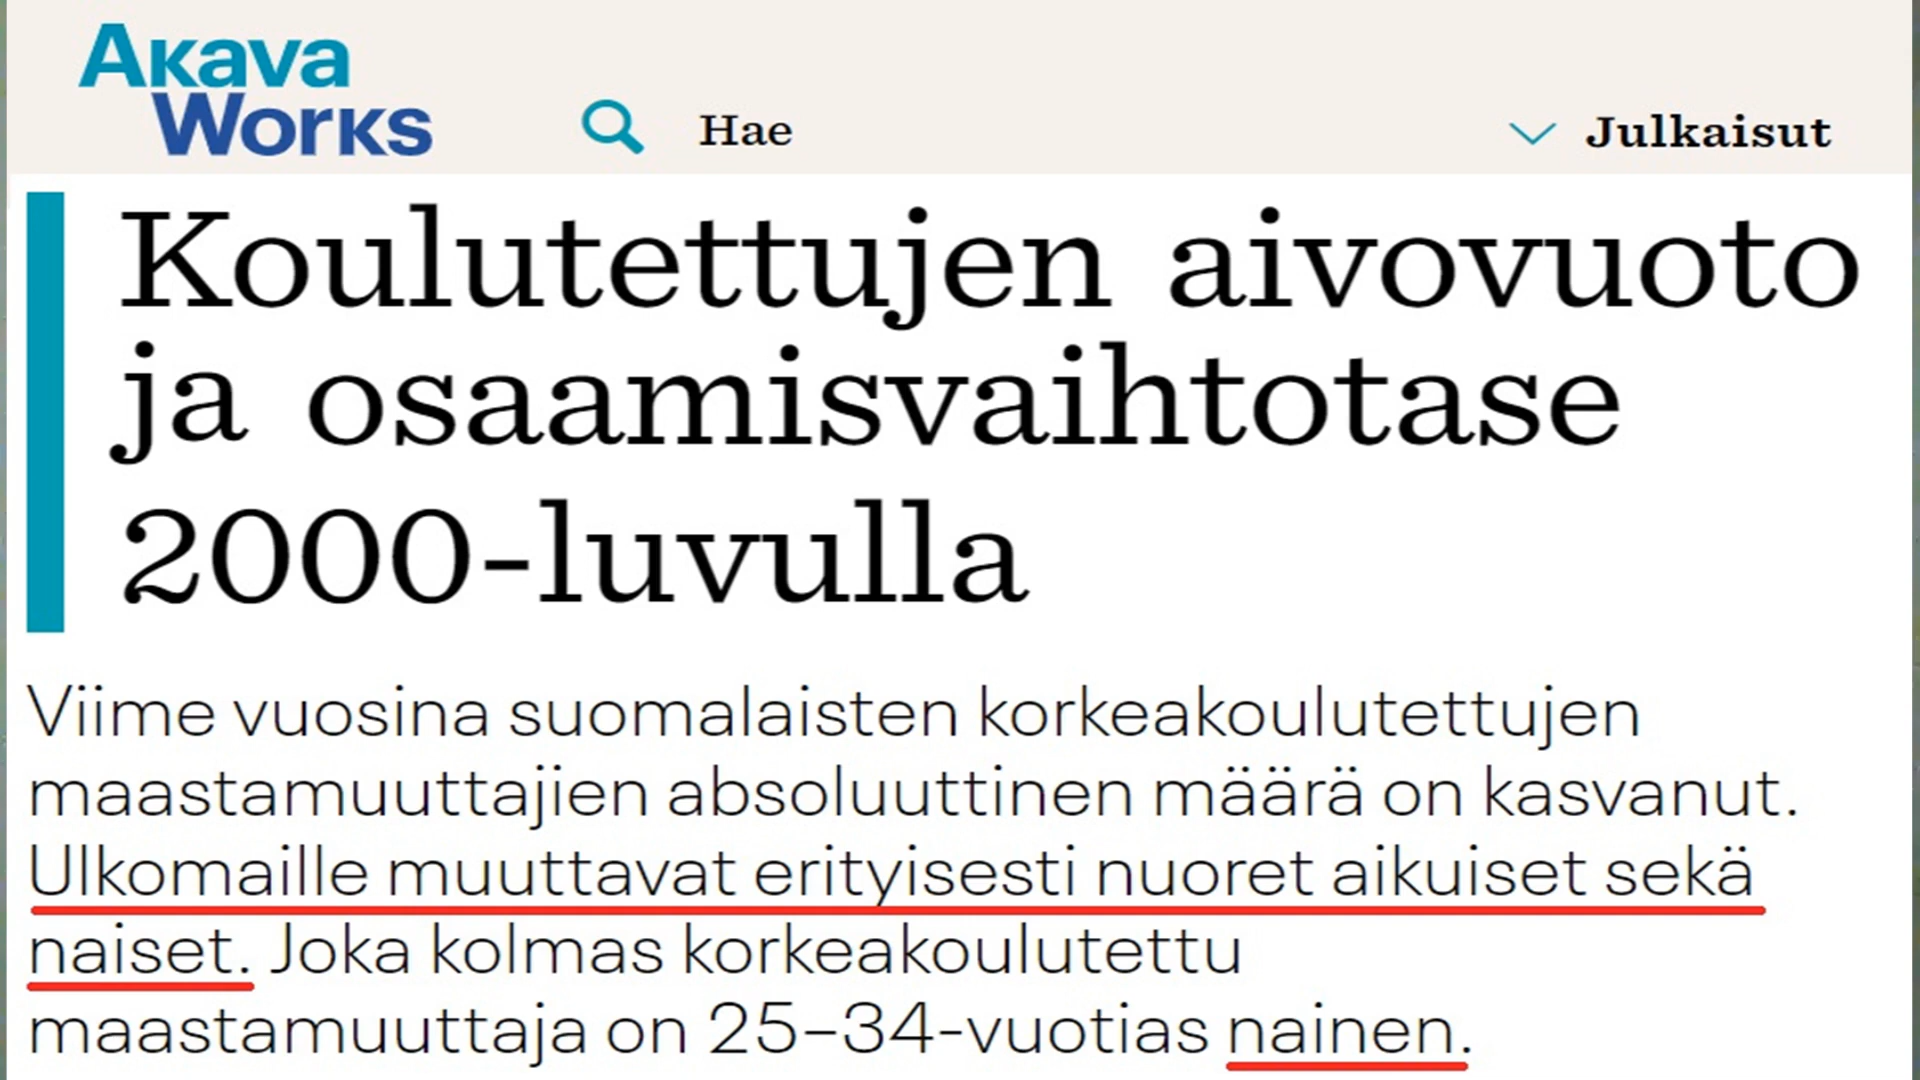 Akava
Works
Hae
Julkaisut
Koulutettujen aivovuoto
ja osaamisvaihtotase
2000-luvulla
Viime vuosina suomalaisten korkeakoulutettujen
maastamuuttajien absoluuttinen määrä on kasvanut.
Ulkomaille muuttavat erityisesti nuoret aikuiset sekä
naiset. Joka kolmas korkeakoulutettu
maastamuuttaja on 25–34-vuotias nainen.